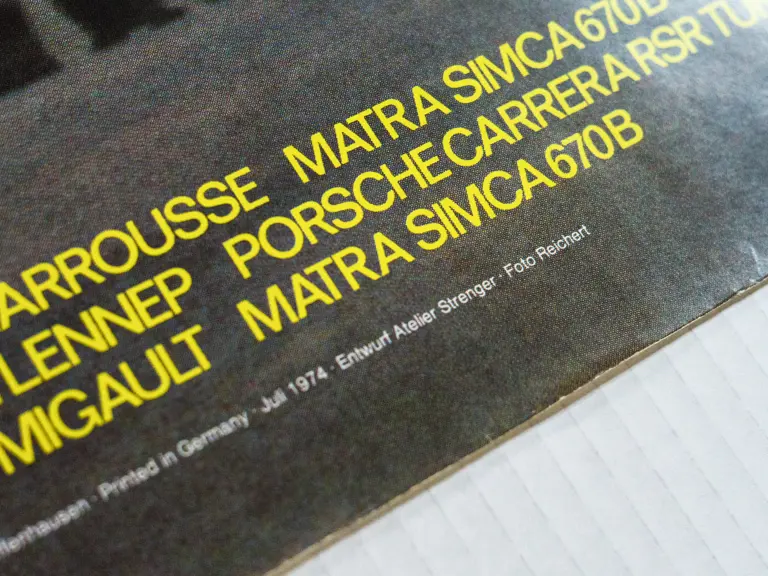 ARROUSSE MATRA SIMCA 670B
LENNEP PORSCHE CARRERA RSR TU
MIGAULT MATRA SIMCA 670B
ffenhausen · Printed in Germany · Juli 1974 · Entwurf Atelier Strenger · Foto Reichert